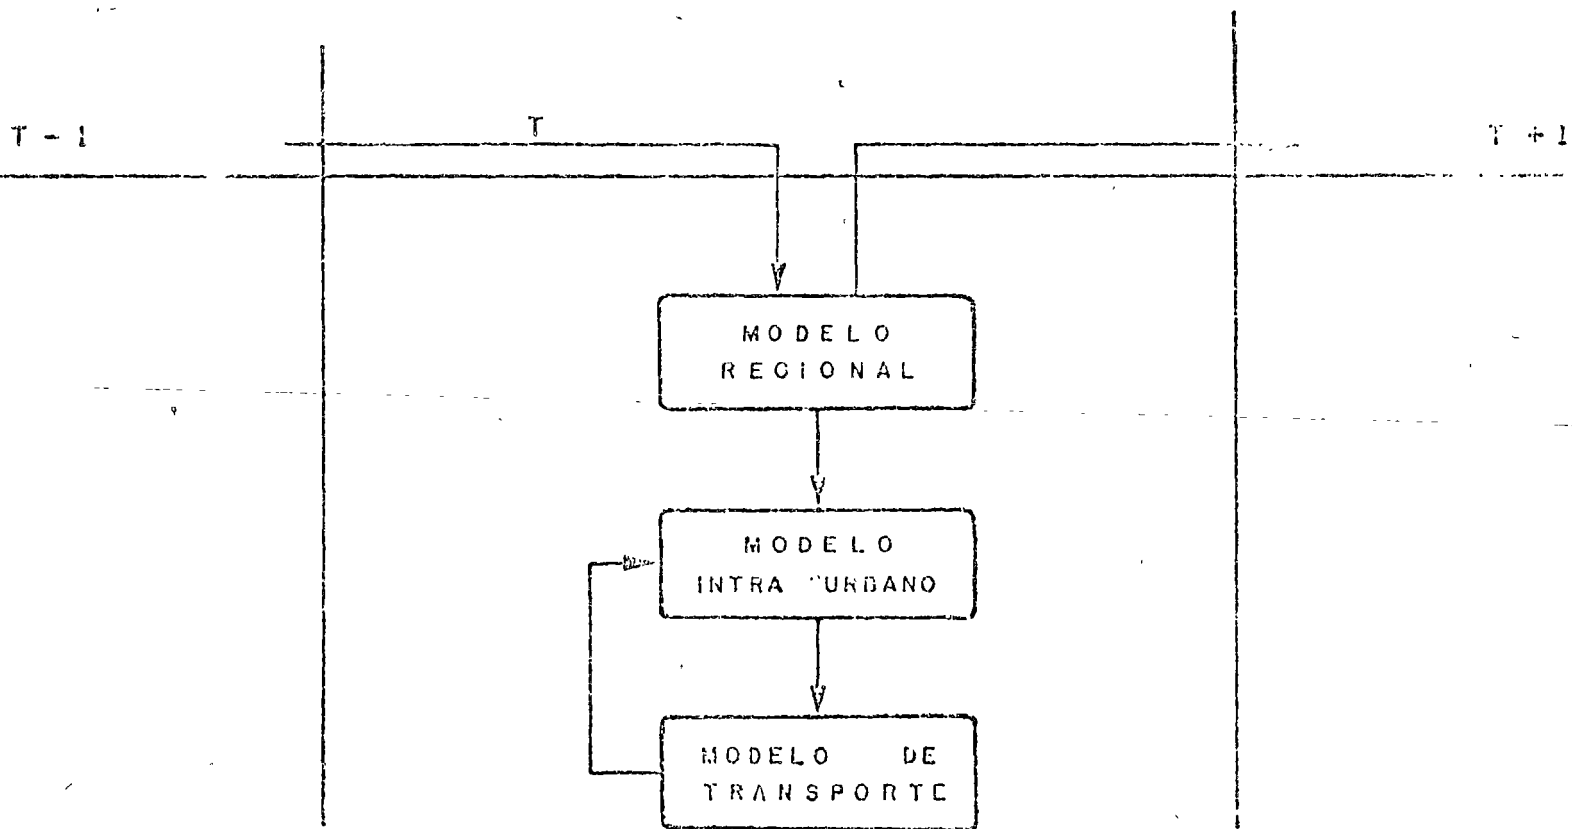 T - 1
T
T + 1
MODELO
REGIONAL
MODELO
INTRA URBANO
MODELO DE
TRANSPORTE